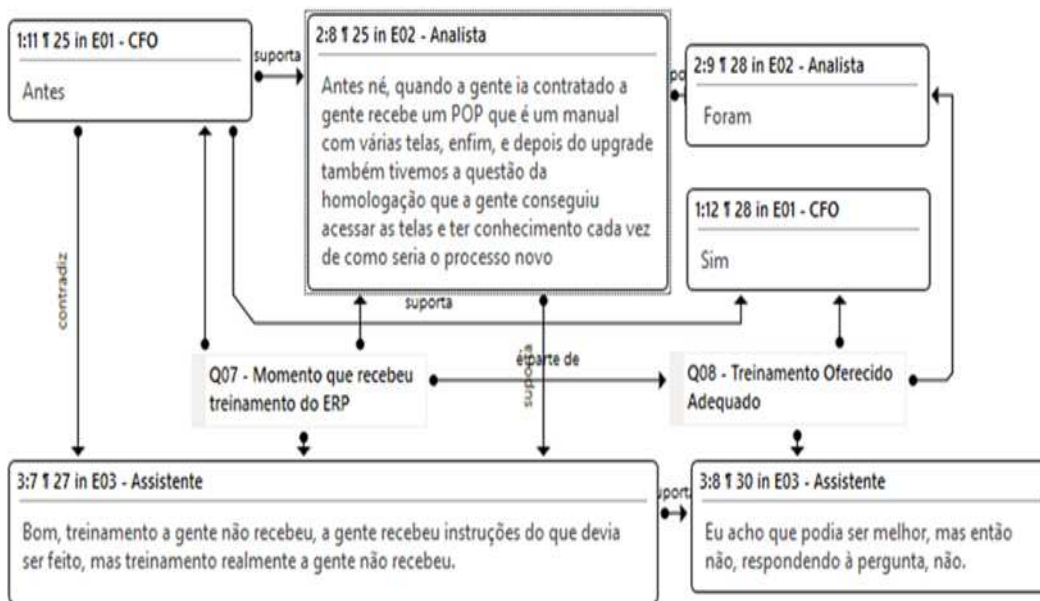 1:11 ¶ 25 in E01 - CFO
Antes
suporta
2:8 ¶ 25 in E02 - Analista
Antes né, quando a gente ia contratado a
gente recebe um POP que é um manual
com várias telas, enfim, e depois do upgrade
também tivemos a questão da
homologação que a gente conseguiu
acessar as telas e ter conhecimento cada vez
de como seria o processo novo
po
2:9 ¶ 28 in E02 - Analista
Foram
1:12 ¶ 28 in E01 - CFO
Sim
contradiz
suporta
Q07 - Momento que recebeu
treinamento do ERP
é parte de
suporta
Q08 - Treinamento Oferecido
Adequado
3:7 ¶ 27 in E03 - Assistente
Bom, treinamento a gente não recebeu, a gente recebeu instruções do que devia
ser feito, mas treinamento realmente a gente não recebeu.
uporta
3:8 ¶ 30 in E03 - Assistente
Eu acho que podia ser melhor, mas então
não, respondendo à pergunta, não.